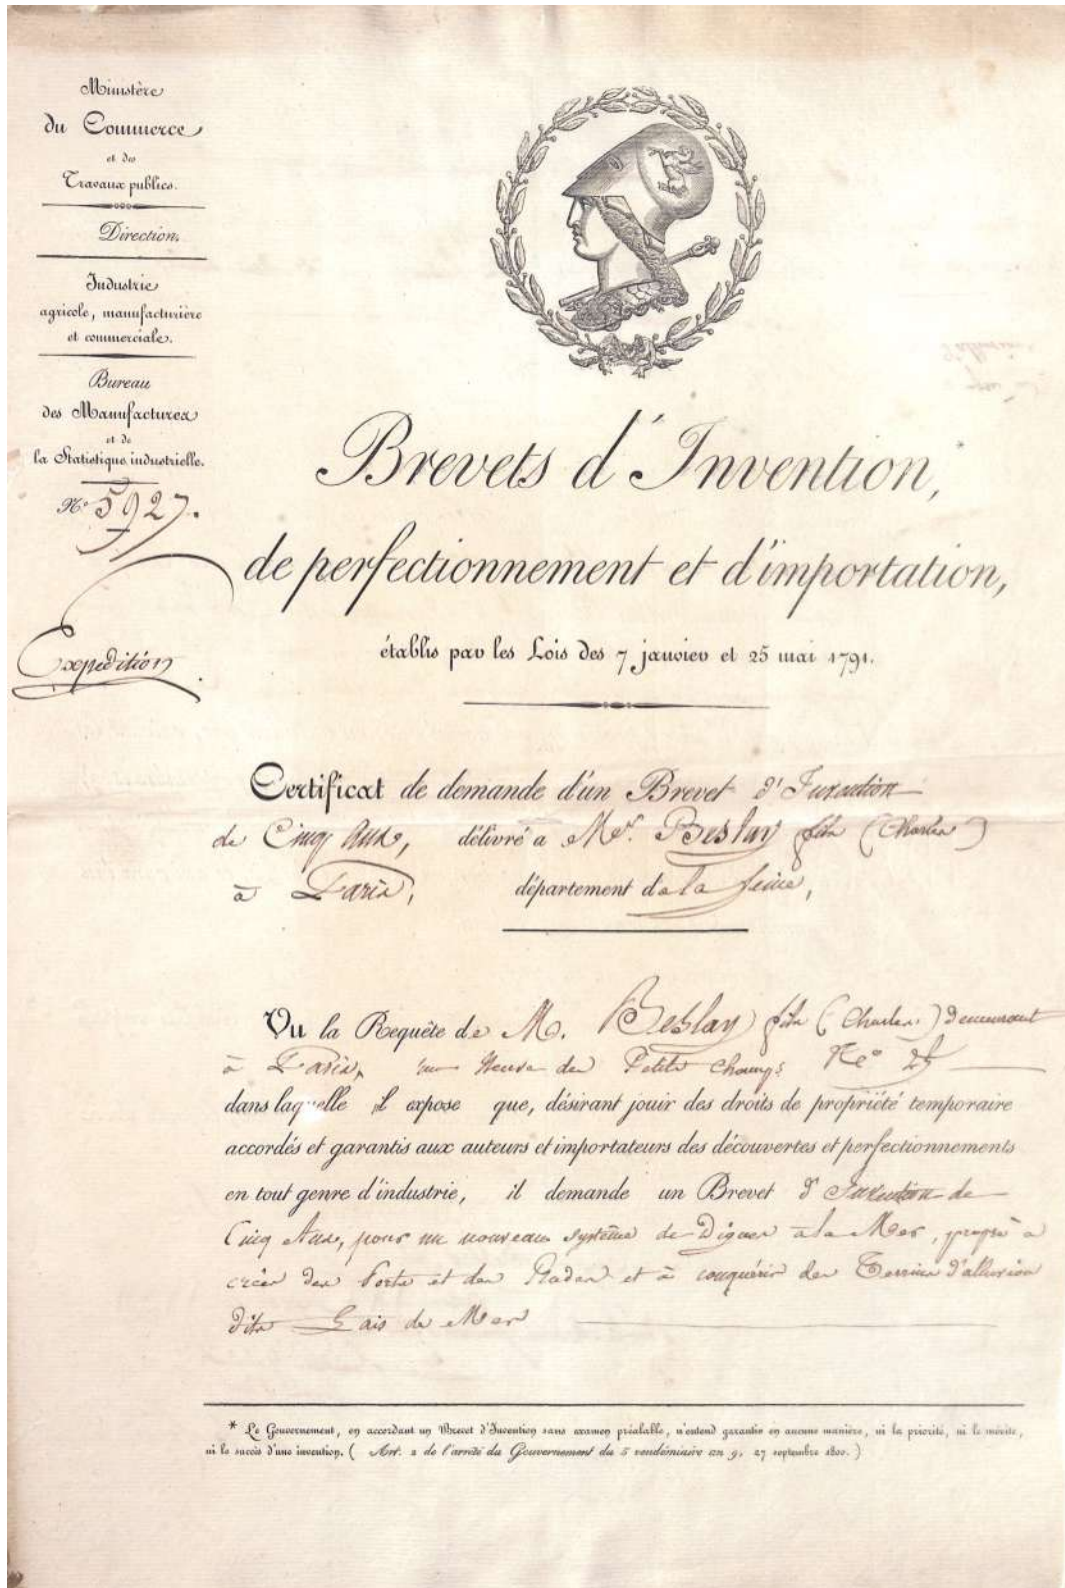 Ministère
du Commerce
et des
Travaux publics.
Direction.
Industrie
agricole, manufacturière
et commerciale.
Bureau
des Manufactures
et de
la Statistique industrielle.
N° 5927.
Expédition
Brevets d'Invention,*
de perfectionnement et d'importation,
établis par les Lois des 7 janvier et 25 mai 1791.
Certificat de demande d'un Brevet d'Invention
de Cinq Ans, délivré a Mr. Beslay fils (Charles)
à Paris, département de la Seine,
Vu la Requête de M. Beslay fils (Charles) demeurant
à Paris, rue Neuve des Petits Champs N°
dans laquelle il expose que, désirant jouir des droits de propriété temporaire
accordés et garantis aux auteurs et importateurs des découvertes et perfectionnements
en tout genre d'industrie, il demande un Brevet d'Invention de
Cinq Ans, pour un nouveau système de Digues à la Mer, propre à
créer des Ports et des Rades et à conquérir des Terrains d'alluvion
dits Lais de Mer
* Le Gouvernement, en accordant un Brevet d'Invention sans examen préalable, n'entend garantir en aucune manière, ni la priorité, ni le mérite,
ni le succès d'une invention. (Art. 2 de l'arrêté du Gouvernement du 5 vendémiaire an 9, 27 septembre 1800.)